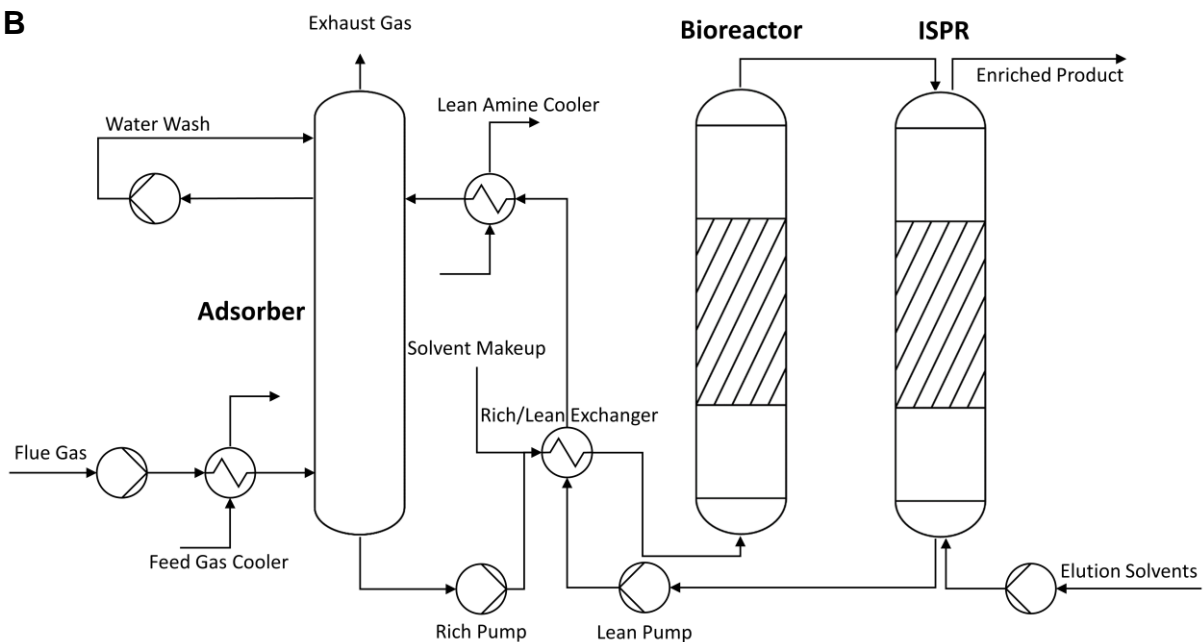 B
Exhaust Gas
Bioreactor
ISPR
Enriched Product
Lean Amine Cooler
Water Wash
Adsorber
Solvent Makeup
Rich/Lean Exchanger
Flue Gas
Feed Gas Cooler
Elution Solvents
Rich Pump
Lean Pump